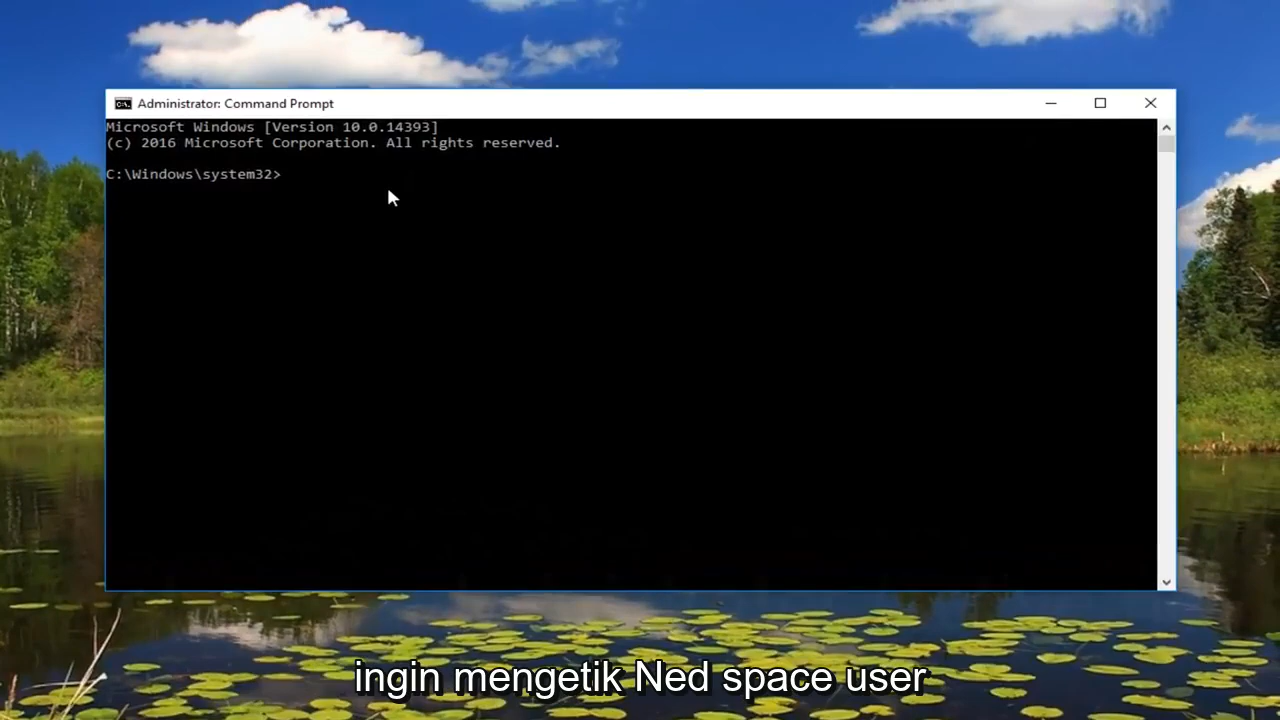 Administrator: Command Prompt
Microsoft Windows [Version 10.0.14393]
(c) 2016 Microsoft Corporation. All rights reserved.
C:\Windows\system32>
ingin mengetik Ned space user